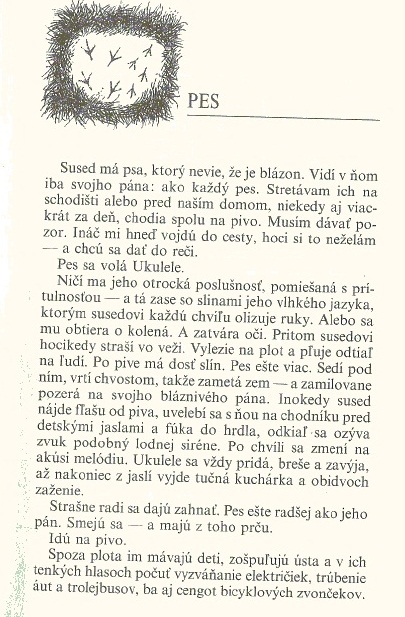 PES
Sused má psa, ktorý nevie, že je blázon. Vidí v ňom
iba svojho pána: ako každý pes. Stretávam ich na
schodišti alebo pred naším domom, niekedy aj viac-
krát za deň, chodia spolu na pivo. Musím dávať po-
zor. Ináč mi hneď vojdú do cesty, hoci si to neželám
— a chcú sa dať do reči.
Pes sa volá Ukulele.
Ničí ma jeho otrocká poslušnosť, pomiešaná s prí-
tulnosťou — a tá zase so slinami jeho vlhkého jazyka,
ktorým susedovi každú chvíľu olizuje ruky. Alebo sa
mu obtiera o kolená. A zatvára oči. Pritom susedovi
hocikedy straší vo veži. Vylezie na plot a pľuje odtiaľ
na ľudí. Po pive má dosť slín. Pes ešte viac. Sedí pod
ním, vrtí chvostom, takže zametá zem — a zamilovane
pozerá na svojho bláznivého pána. Inokedy sused
nájde fľašu od piva, uvelebí sa s ňou na chodníku pred
detskými jasľami a fúka do hrdla, odkiaľ sa ozýva
zvuk podobný lodnej siréne. Po chvíli sa zmení na
akúsi melódiu. Ukulele sa vždy pridá, breše a zavýja,
až nakoniec z jaslí vyjde tučná kuchárka a obidvoch
zaženie.
Strašne radi sa dajú zahnať. Pes ešte radšej ako jeho
pán. Smejú sa — a majú z toho prču.
Idú na pivo.
Spoza plota im mávajú deti, zošpuľujú ústa a v ich
tenkých hlasoch počuť vyzváňanie električiek, trúbenie
áut a trolejbusov, ba aj cengot bicyklových zvončekov.